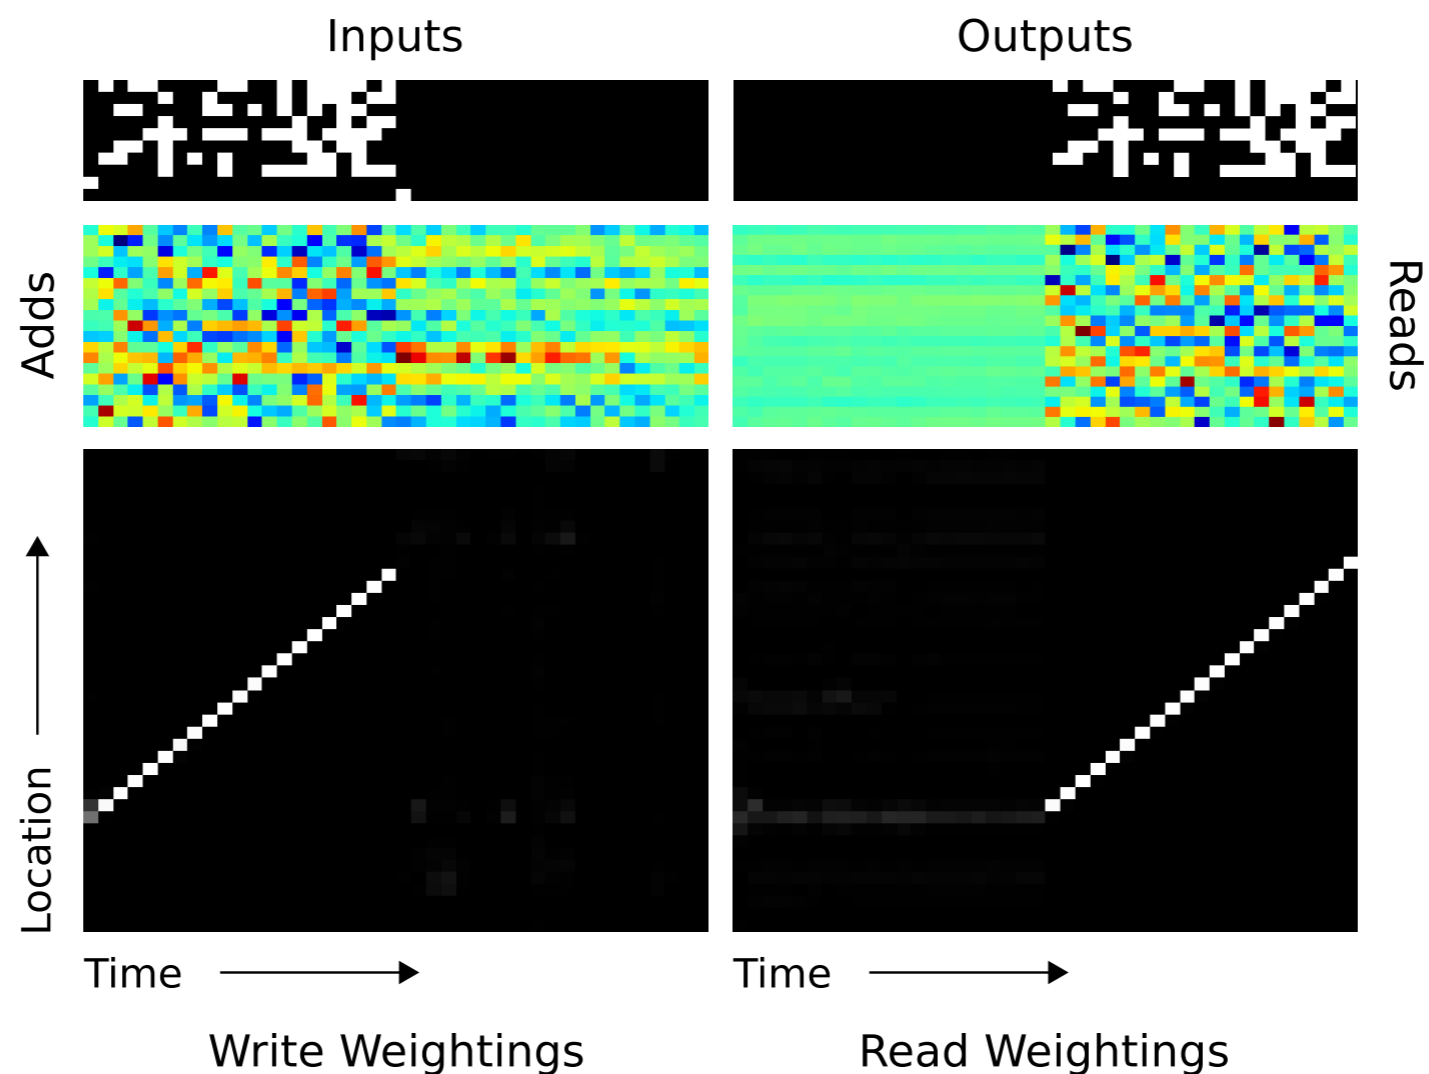 Inputs
Outputs
Adds
Reads
Location
Time
Time
Write Weightings
Read Weightings